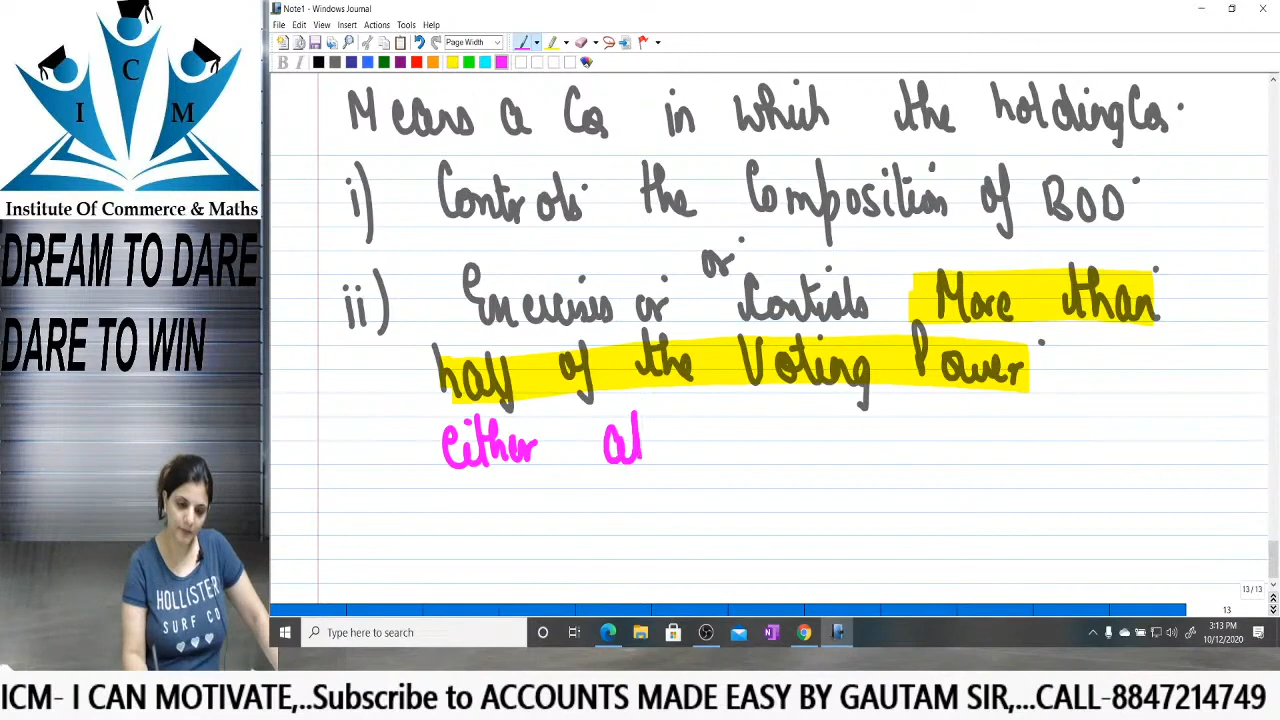 Note1 - Windows Journal
File Edit View Insert Actions Tools Help
Page Width
B I
I C M
Institute Of Commerce & Maths
DREAM TO DARE
DARE TO WIN
Means a Co in which the holding Co.
i) Controls the Composition of BOD
or
ii) Exercises or Controls More than
half of the Voting Power
either al
HOLLISTER
SURF CO
13/13
13
Type here to search
3:13 PM
10/12/2020
ICM- I CAN MOTIVATE,..Subscribe to ACCOUNTS MADE EASY BY GAUTAM SIR,...CALL-8847214749